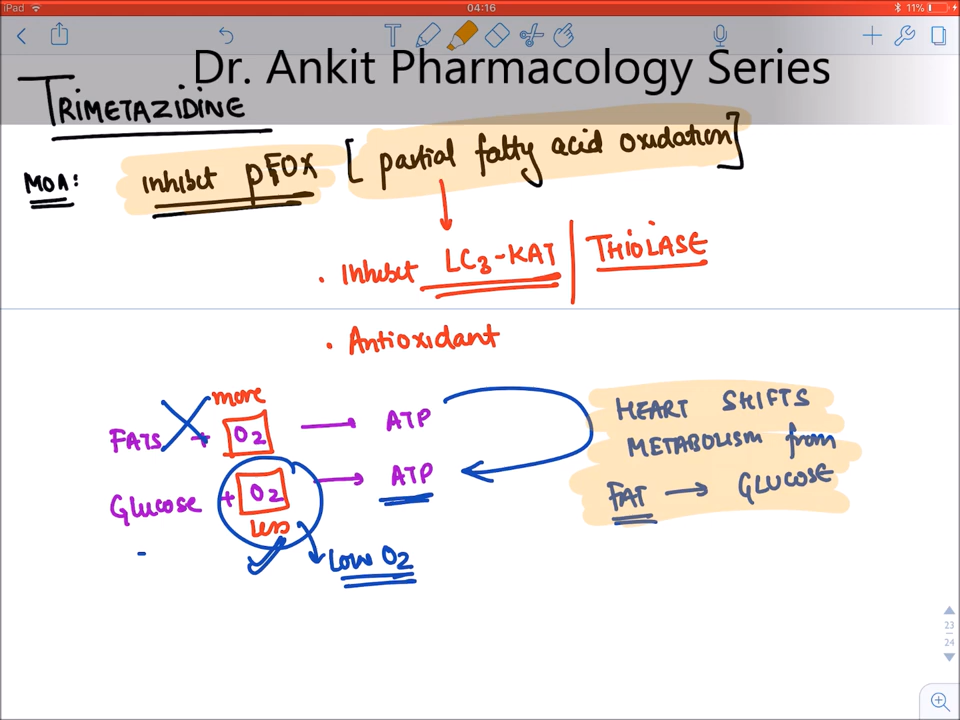 iPad 04:16 11%
Dr. Ankit Pharmacology Series
TRIMETAZIDINE
MOA: Inhibit pFOX [partial fatty acid oxidation]
• Inhibit LC3-KAT | THIOLASE
• Antioxidant
more
FATS + O2 → ATP
Glucose + O2 → ATP
less
Low O2
HEART SHIFTS
METABOLISM from
FAT → GLUCOSE
23
24